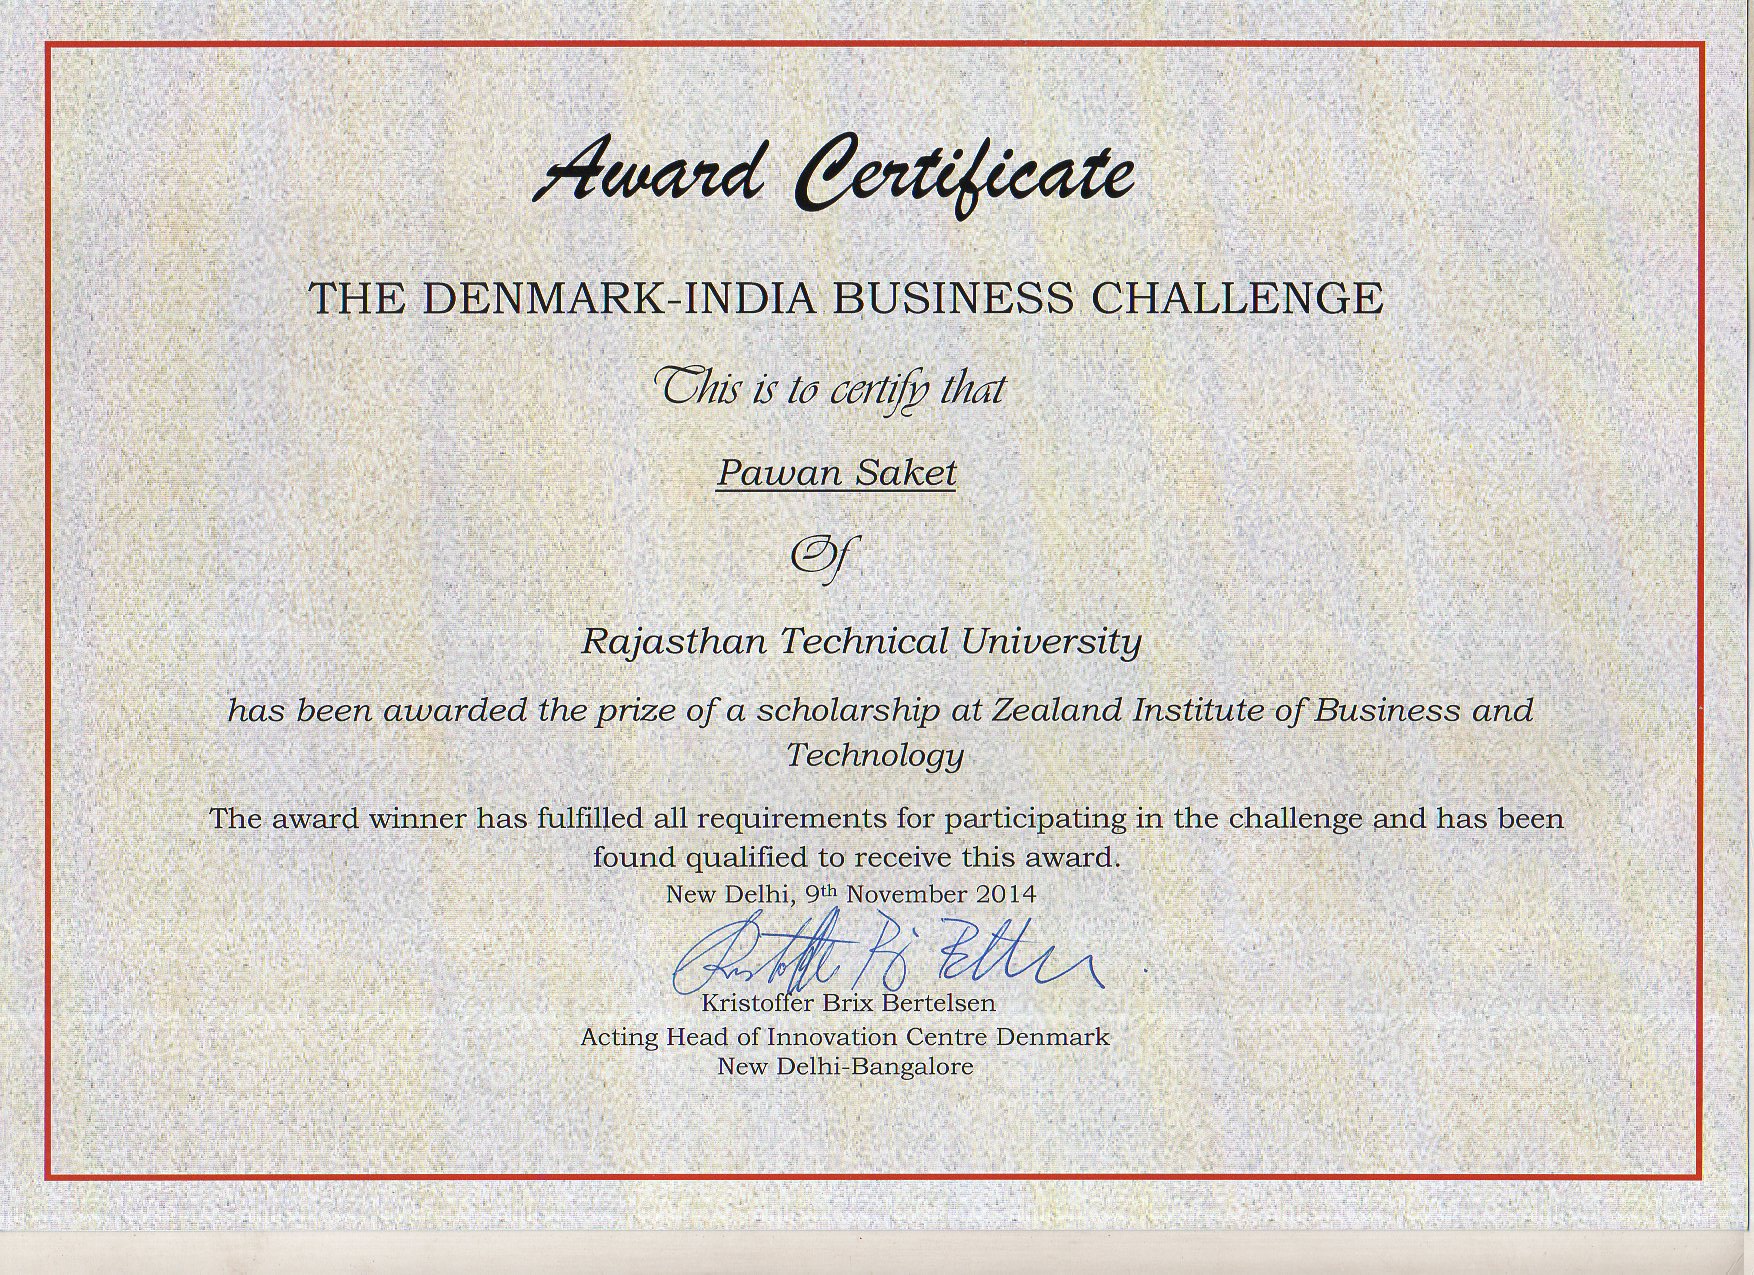 Award Certificate
THE DENMARK-INDIA BUSINESS CHALLENGE
This is to certify that
Pawan Saket
Of
Rajasthan Technical University
has been awarded the prize of a scholarship at Zealand Institute of Business and
Technology
The award winner has fulfilled all requirements for participating in the challenge and has been
found qualified to receive this award.
New Delhi, 9th November 2014
Kristoffer Brix Bertelsen
Acting Head of Innovation Centre Denmark
New Delhi-Bangalore